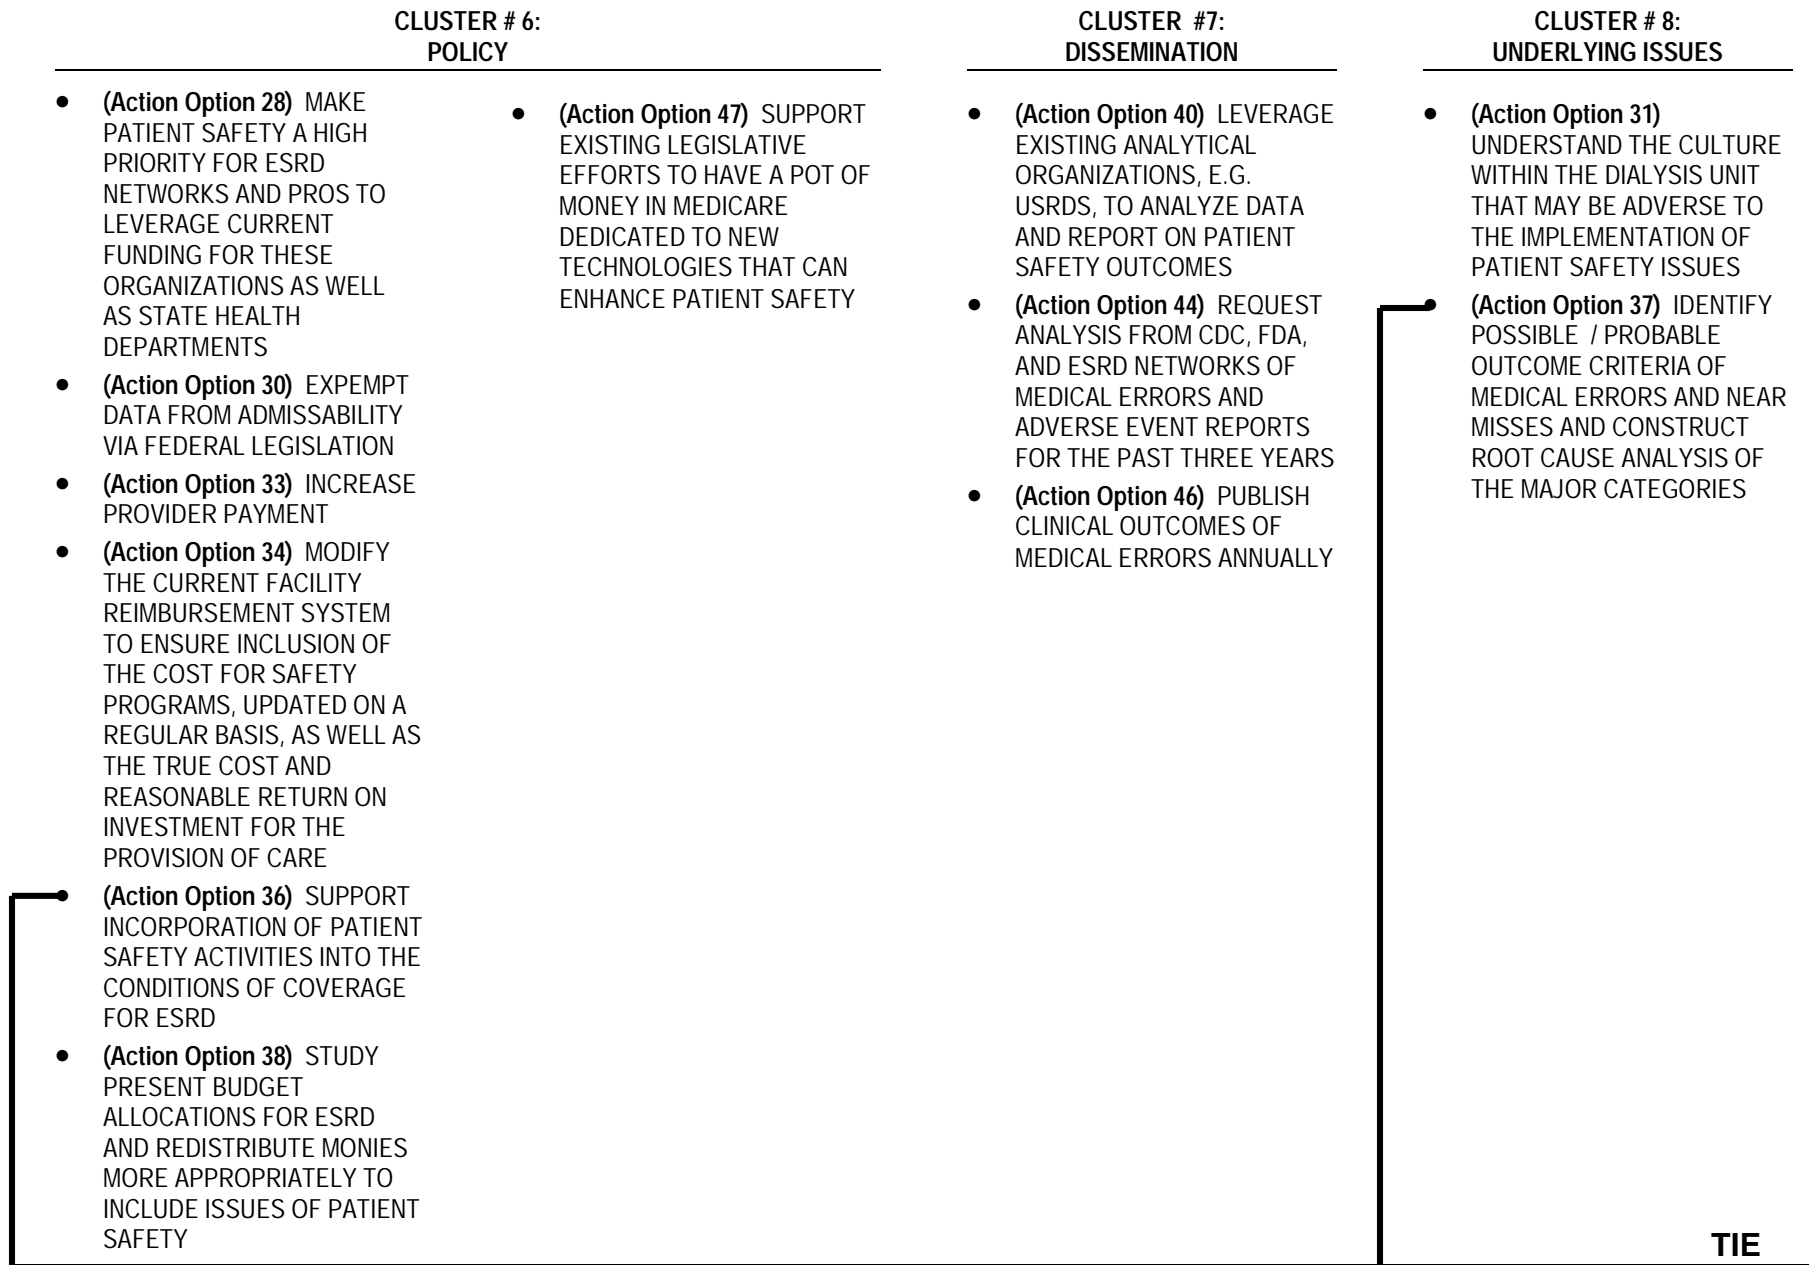 CLUSTER # 6:
POLICY
• (Action Option 28) MAKE
PATIENT SAFETY A HIGH
PRIORITY FOR ESRD
NETWORKS AND PROS TO
LEVERAGE CURRENT
FUNDING FOR THESE
ORGANIZATIONS AS WELL
AS STATE HEALTH
DEPARTMENTS
• (Action Option 30) EXPEMPT
DATA FROM ADMISSABILITY
VIA FEDERAL LEGISLATION
• (Action Option 33) INCREASE
PROVIDER PAYMENT
• (Action Option 34) MODIFY
THE CURRENT FACILITY
REIMBURSEMENT SYSTEM
TO ENSURE INCLUSION OF
THE COST FOR SAFETY
PROGRAMS, UPDATED ON A
REGULAR BASIS, AS WELL AS
THE TRUE COST AND
REASONABLE RETURN ON
INVESTMENT FOR THE
PROVISION OF CARE
• (Action Option 36) SUPPORT
INCORPORATION OF PATIENT
SAFETY ACTIVITIES INTO THE
CONDITIONS OF COVERAGE
FOR ESRD
• (Action Option 38) STUDY
PRESENT BUDGET
ALLOCATIONS FOR ESRD
AND REDISTRIBUTE MONIES
MORE APPROPRIATELY TO
INCLUDE ISSUES OF PATIENT
SAFETY
• (Action Option 47) SUPPORT
EXISTING LEGISLATIVE
EFFORTS TO HAVE A POT OF
MONEY IN MEDICARE
DEDICATED TO NEW
TECHNOLOGIES THAT CAN
ENHANCE PATIENT SAFETY
CLUSTER #7:
DISSEMINATION
• (Action Option 40) LEVERAGE
EXISTING ANALYTICAL
ORGANIZATIONS, E.G.
USRDS, TO ANALYZE DATA
AND REPORT ON PATIENT
SAFETY OUTCOMES
• (Action Option 44) REQUEST
ANALYSIS FROM CDC, FDA,
AND ESRD NETWORKS OF
MEDICAL ERRORS AND
ADVERSE EVENT REPORTS
FOR THE PAST THREE YEARS
• (Action Option 46) PUBLISH
CLINICAL OUTCOMES OF
MEDICAL ERRORS ANNUALLY
CLUSTER # 8:
UNDERLYING ISSUES
• (Action Option 31)
UNDERSTAND THE CULTURE
WITHIN THE DIALYSIS UNIT
THAT MAY BE ADVERSE TO
THE IMPLEMENTATION OF
PATIENT SAFETY ISSUES
• (Action Option 37) IDENTIFY
POSSIBLE / PROBABLE
OUTCOME CRITERIA OF
MEDICAL ERRORS AND NEAR
MISSES AND CONSTRUCT
ROOT CAUSE ANALYSIS OF
THE MAJOR CATEGORIES
TIE